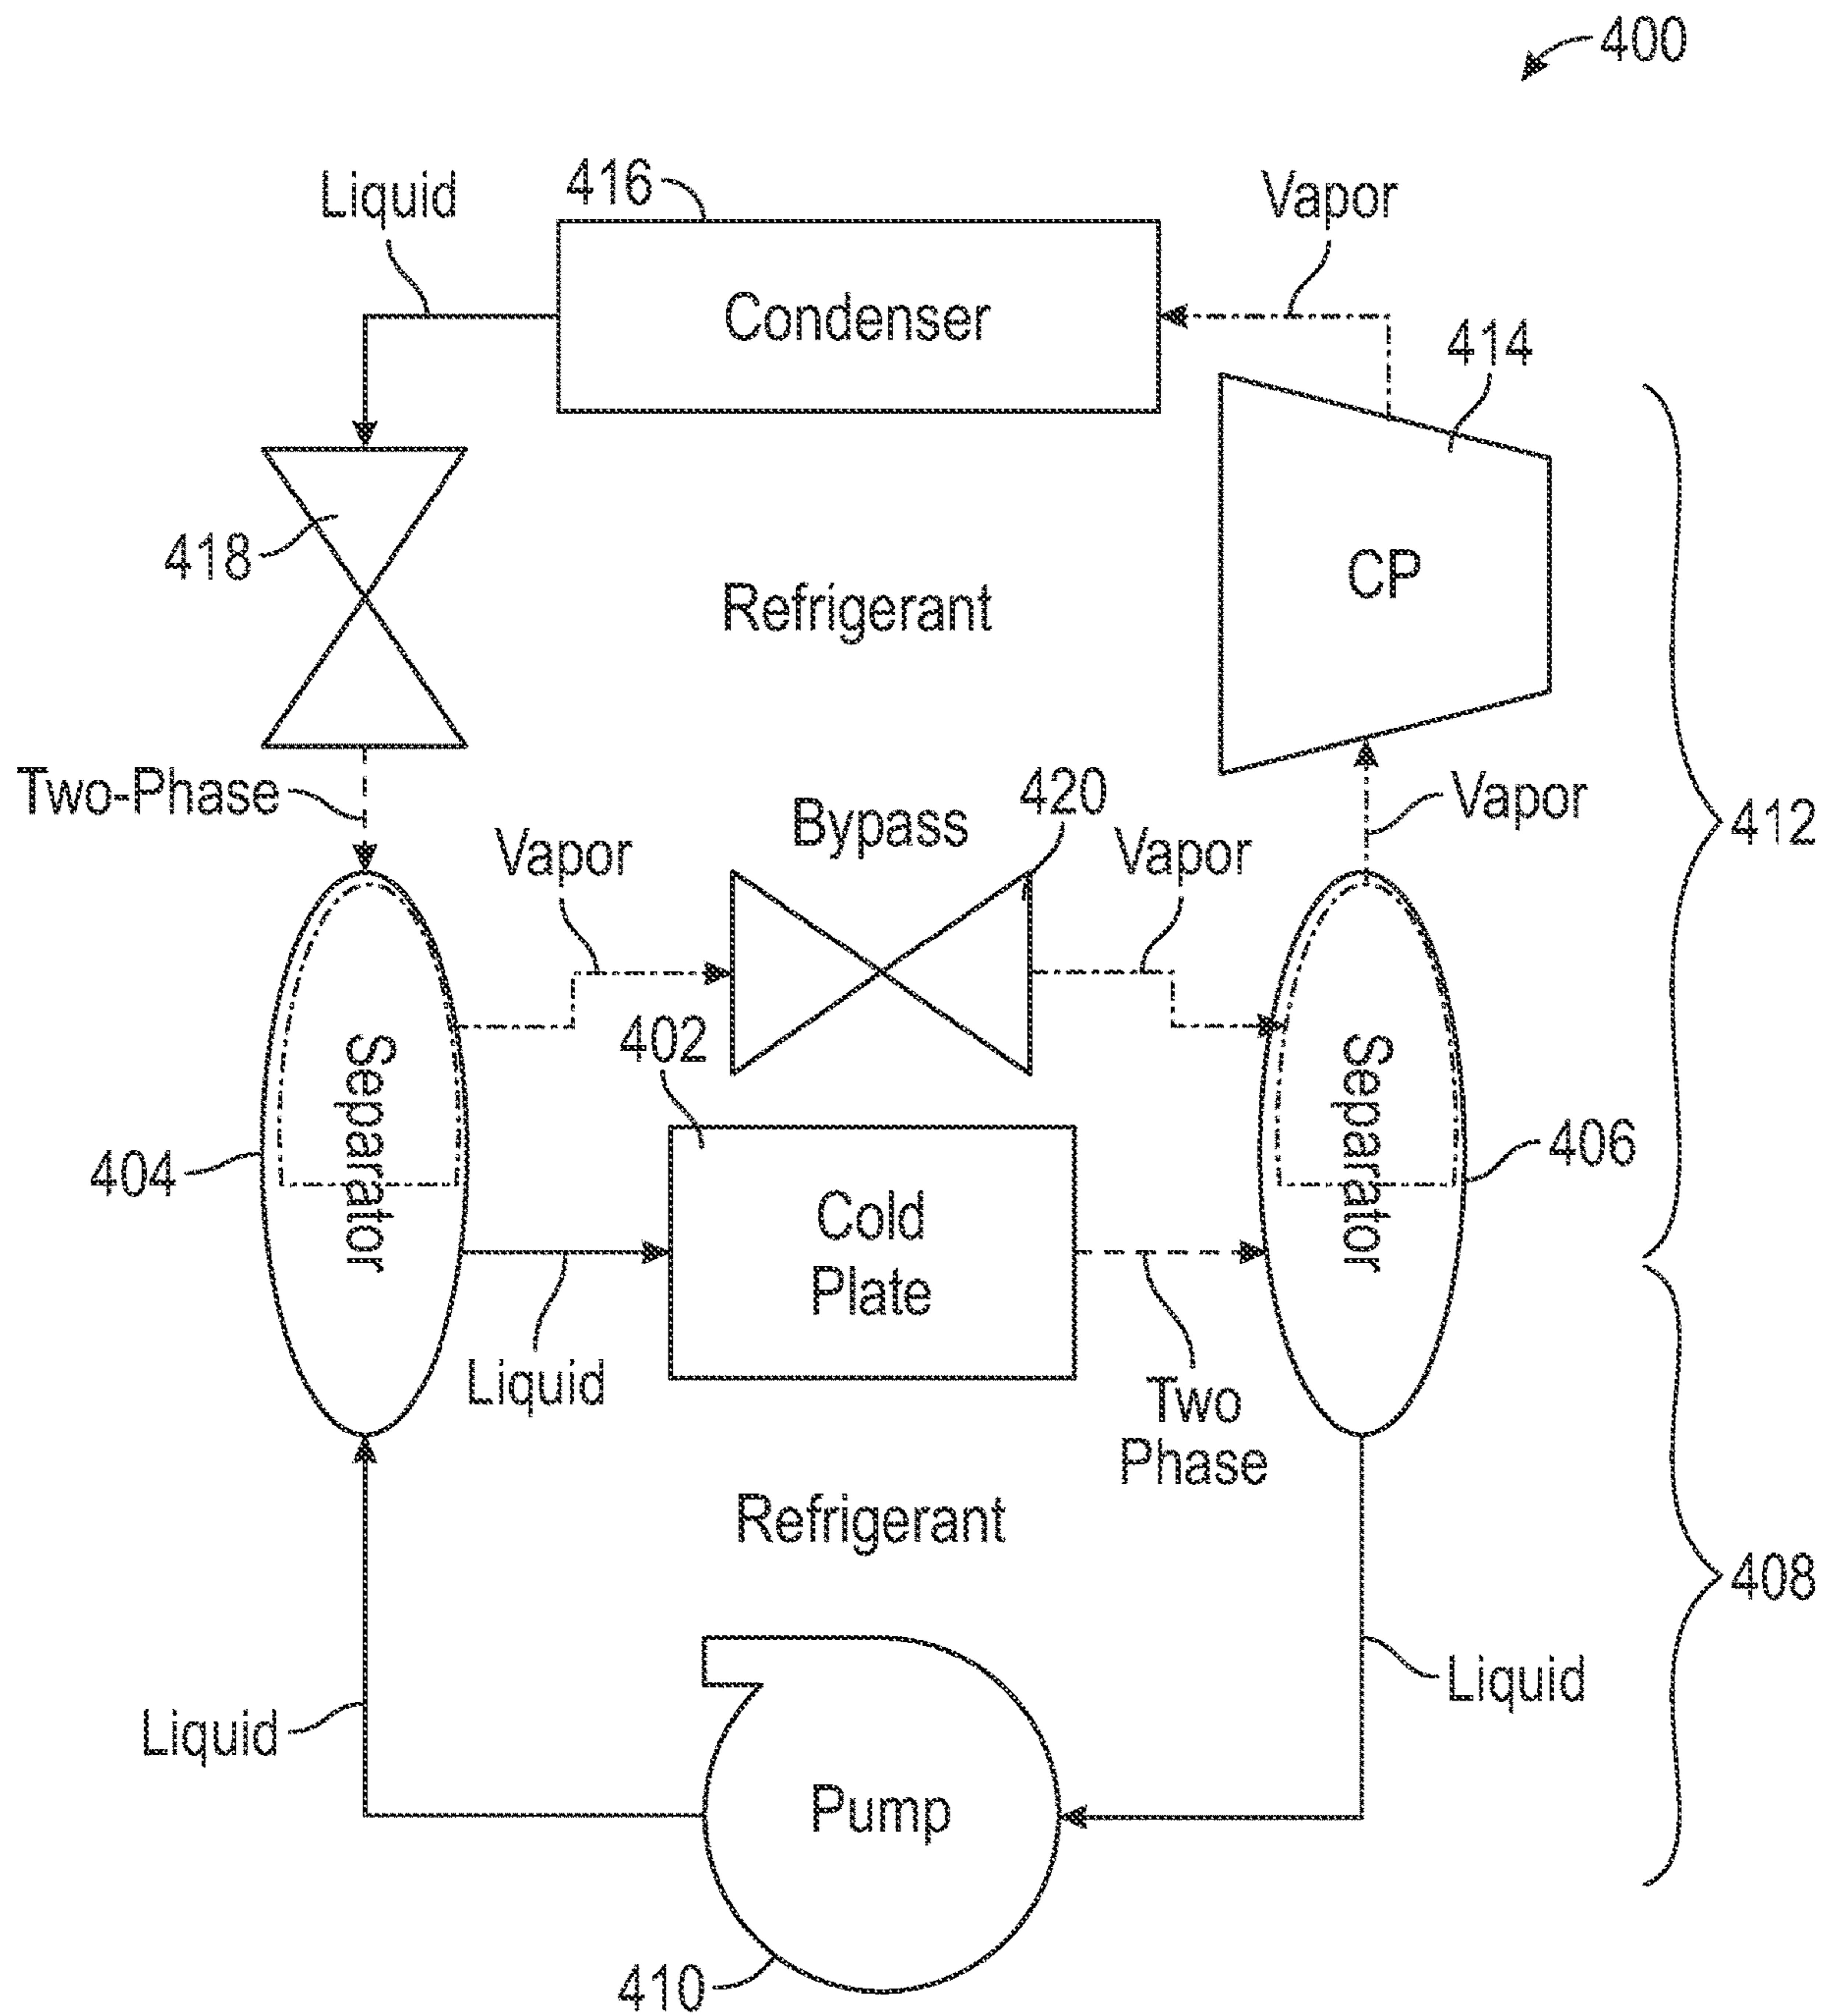 400
416
Liquid
Vapor
Condenser
414
418
CP
Refrigerant
Two-Phase
Bypass
420
Vapor
Vapor
Vapor
412
402
Separator
Separator
404
406
Cold
Plate
Liquid
Two
Phase
Refrigerant
408
Liquid
Liquid
Pump
410